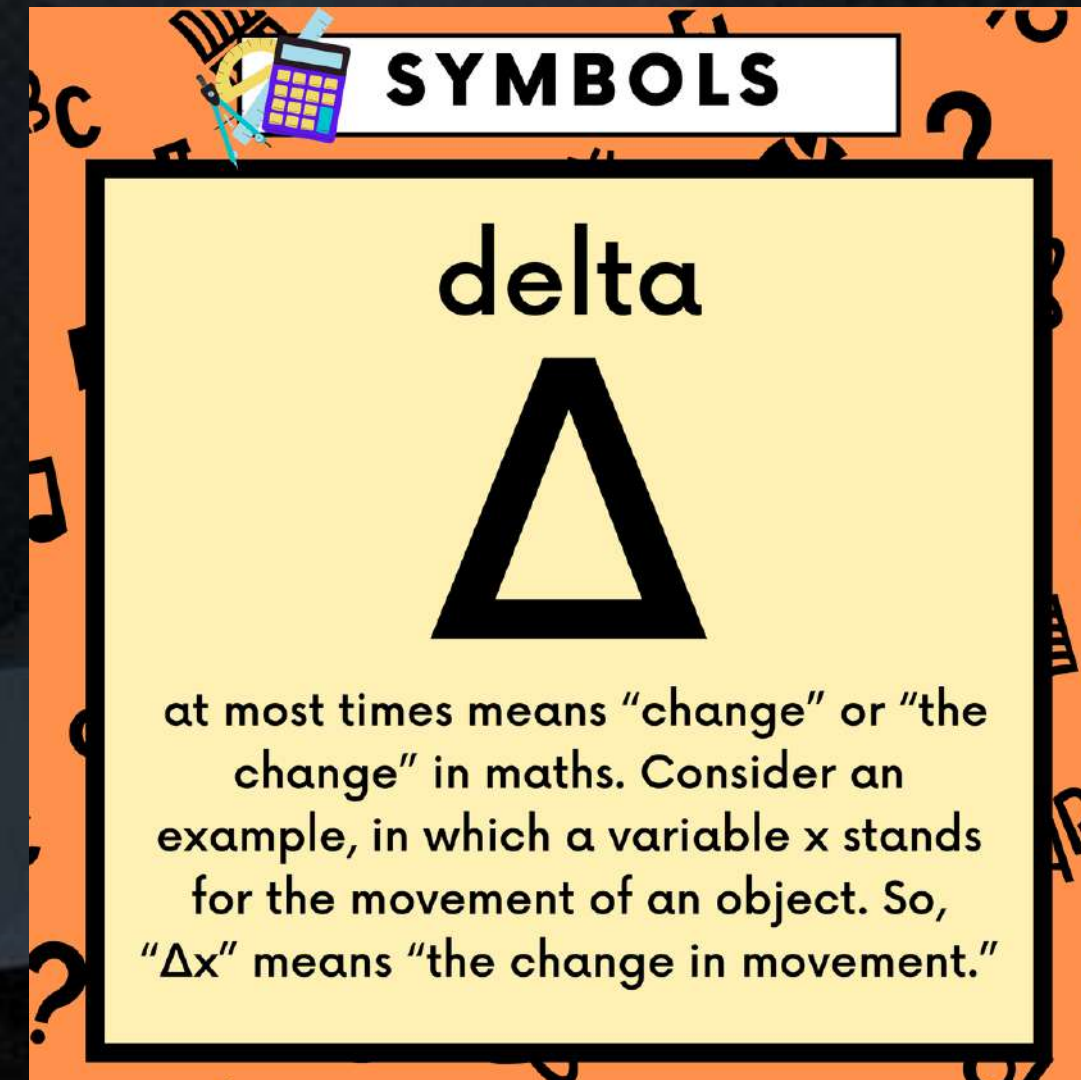 SYMBOLS
delta
Δ
at most times means “change” or “the
change” in maths. Consider an
example, in which a variable x stands
for the movement of an object. So,
“Δx” means “the change in movement.”